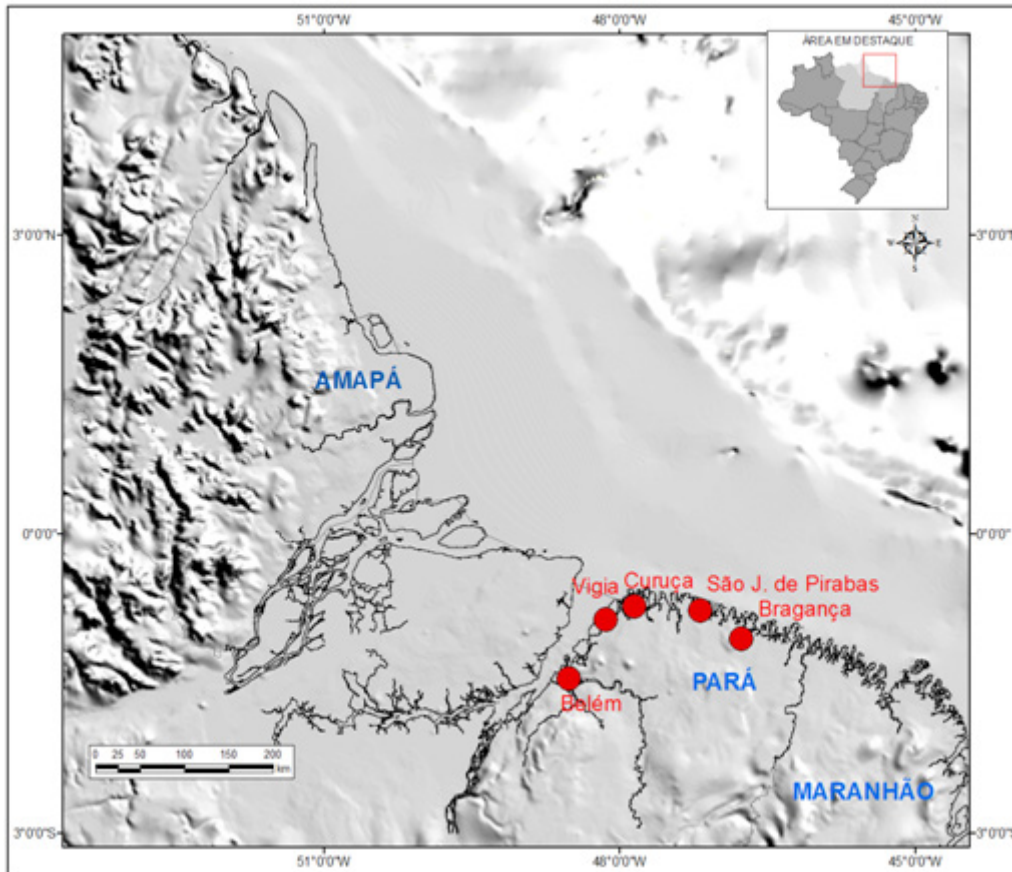 51°0'0"W
48°0'0"W
45°0'0"W
ÁREA EM DESTAQUE
N
W
E
S
3°0'0"N
3°0'0"N
AMAPÁ
0°0'0"
0°0'0"
Vigia
Curuça
São J. de Pirabas
Bragança
PARÁ
Belém
0 25 50 100 150 200
km
MARANHÃO
3°0'0"S
3°0'0"S
51°0'0"W
48°0'0"W
45°0'0"W